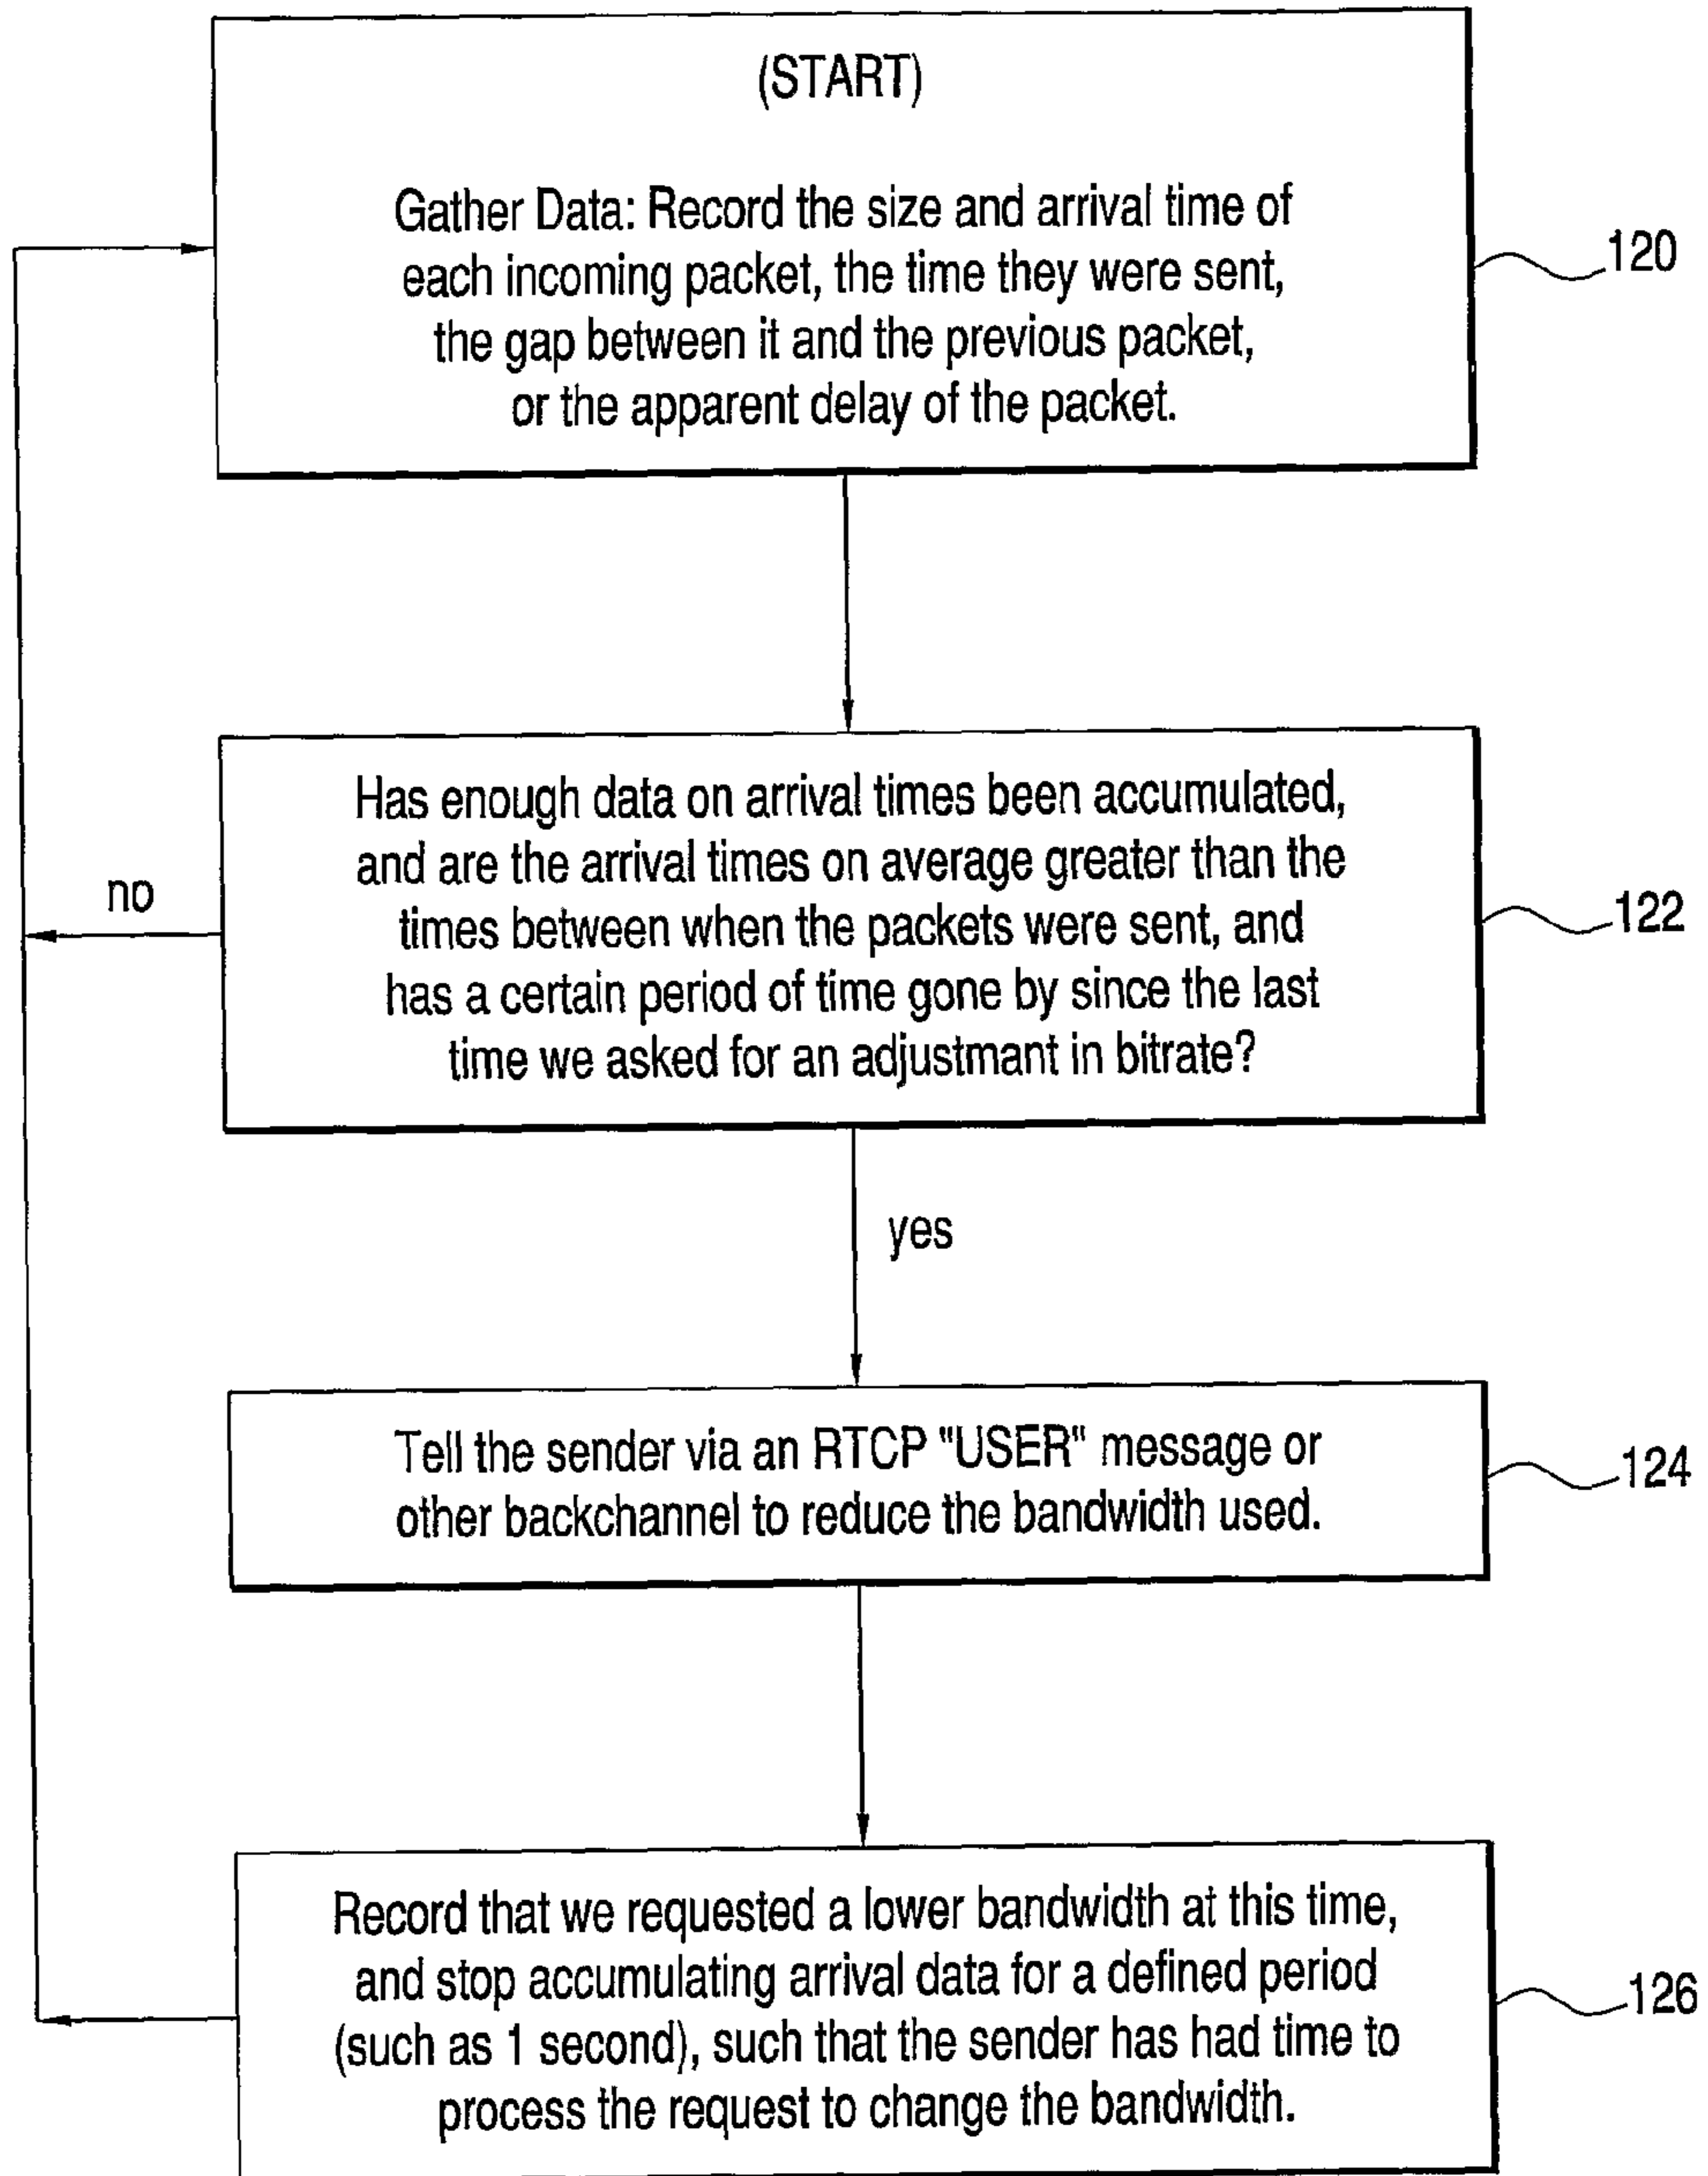 (START)
Gather Data: Record the size and arrival time of
each incoming packet, the time they were sent,
the gap between it and the previous packet,
or the apparent delay of the packet.
120
Has enough data on arrival times been accumulated,
and are the arrival times on average greater than the
times between when the packets were sent, and
has a certain period of time gone by since the last
time we asked for an adjustmant in bitrate?
122
no
yes
Tell the sender via an RTCP "USER" message or
other backchannel to reduce the bandwidth used.
124
Record that we requested a lower bandwidth at this time,
and stop accumulating arrival data for a defined period
(such as 1 second), such that the sender has had time to
process the request to change the bandwidth.
126